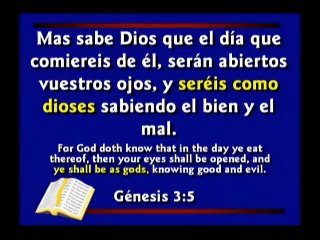 Mas sabe Dios que el día que
comiereis de él, serán abiertos
vuestros ojos, y seréis como
dioses sabiendo el bien y el
mal.
For God doth know that in the day ye eat
thereof, then your eyes shall be opened, and
ye shall be as gods, knowing good and evil.
Génesis 3:5